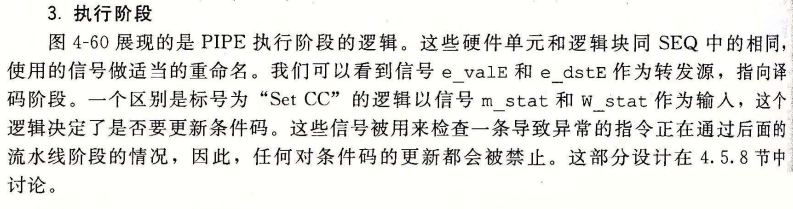 3. 执行阶段
图 4-60 展现的是 PIPE 执行阶段的逻辑。这些硬件单元和逻辑块同 SEQ 中的相同,
使用的信号做适当的重命名。我们可以看到信号 e_valE 和 e_dstE 作为转发源，指向译
码阶段。一个区别是标号为“Set CC”的逻辑以信号 m_stat 和 W_stat 作为输入，这个
逻辑决定了是否要更新条件码。这些信号被用来检查一条导致异常的指令正在通过后面的
流水线阶段的情况，因此，任何对条件码的更新都会被禁止。这部分设计在 4.5.8 节中
讨论。